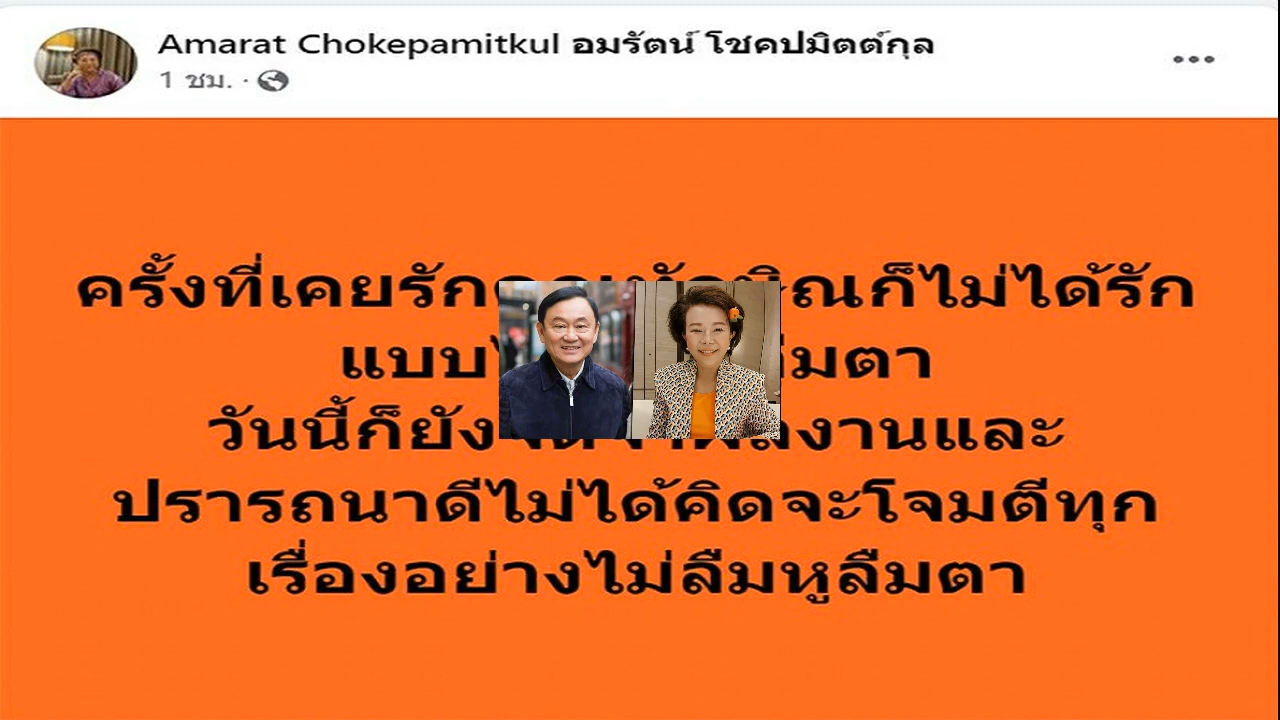 Amarat Chokepamitkul อมรัตน์ โชคปมิตต์กุล
1 ชม. ·
ครั้งที่เคยรัก ก็ไม่ได้รัก
แบบ
วันนี้ก็ยัง งานและ
ปรารถนาดีไม่ได้คิดจะโจมตีทุก
เรื่องอย่างไม่ลืมหูลืมตา